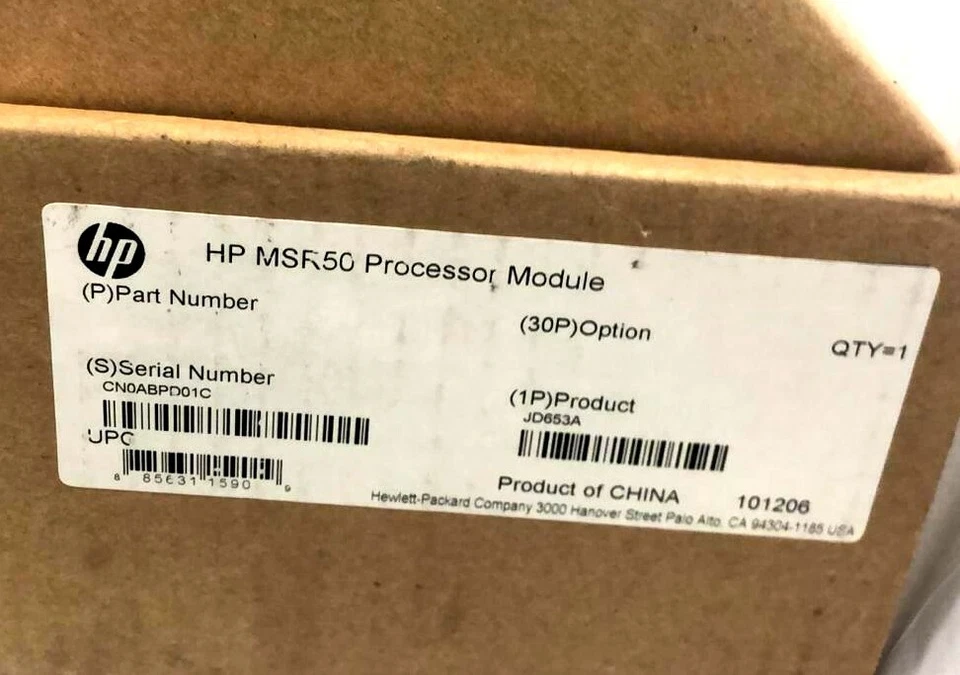 hp
HP MSR50 Processor Module
(P)Part Number
(30P)Option
QTY=1
(S)Serial Number
CN0ABPD01C
(1P)Product
JD653A
UPC
8 85631 11590 9
Product of CHINA 101206
Hewlett-Packard Company 3000 Hanover Street Palo Alto, CA 94304-1185 USA